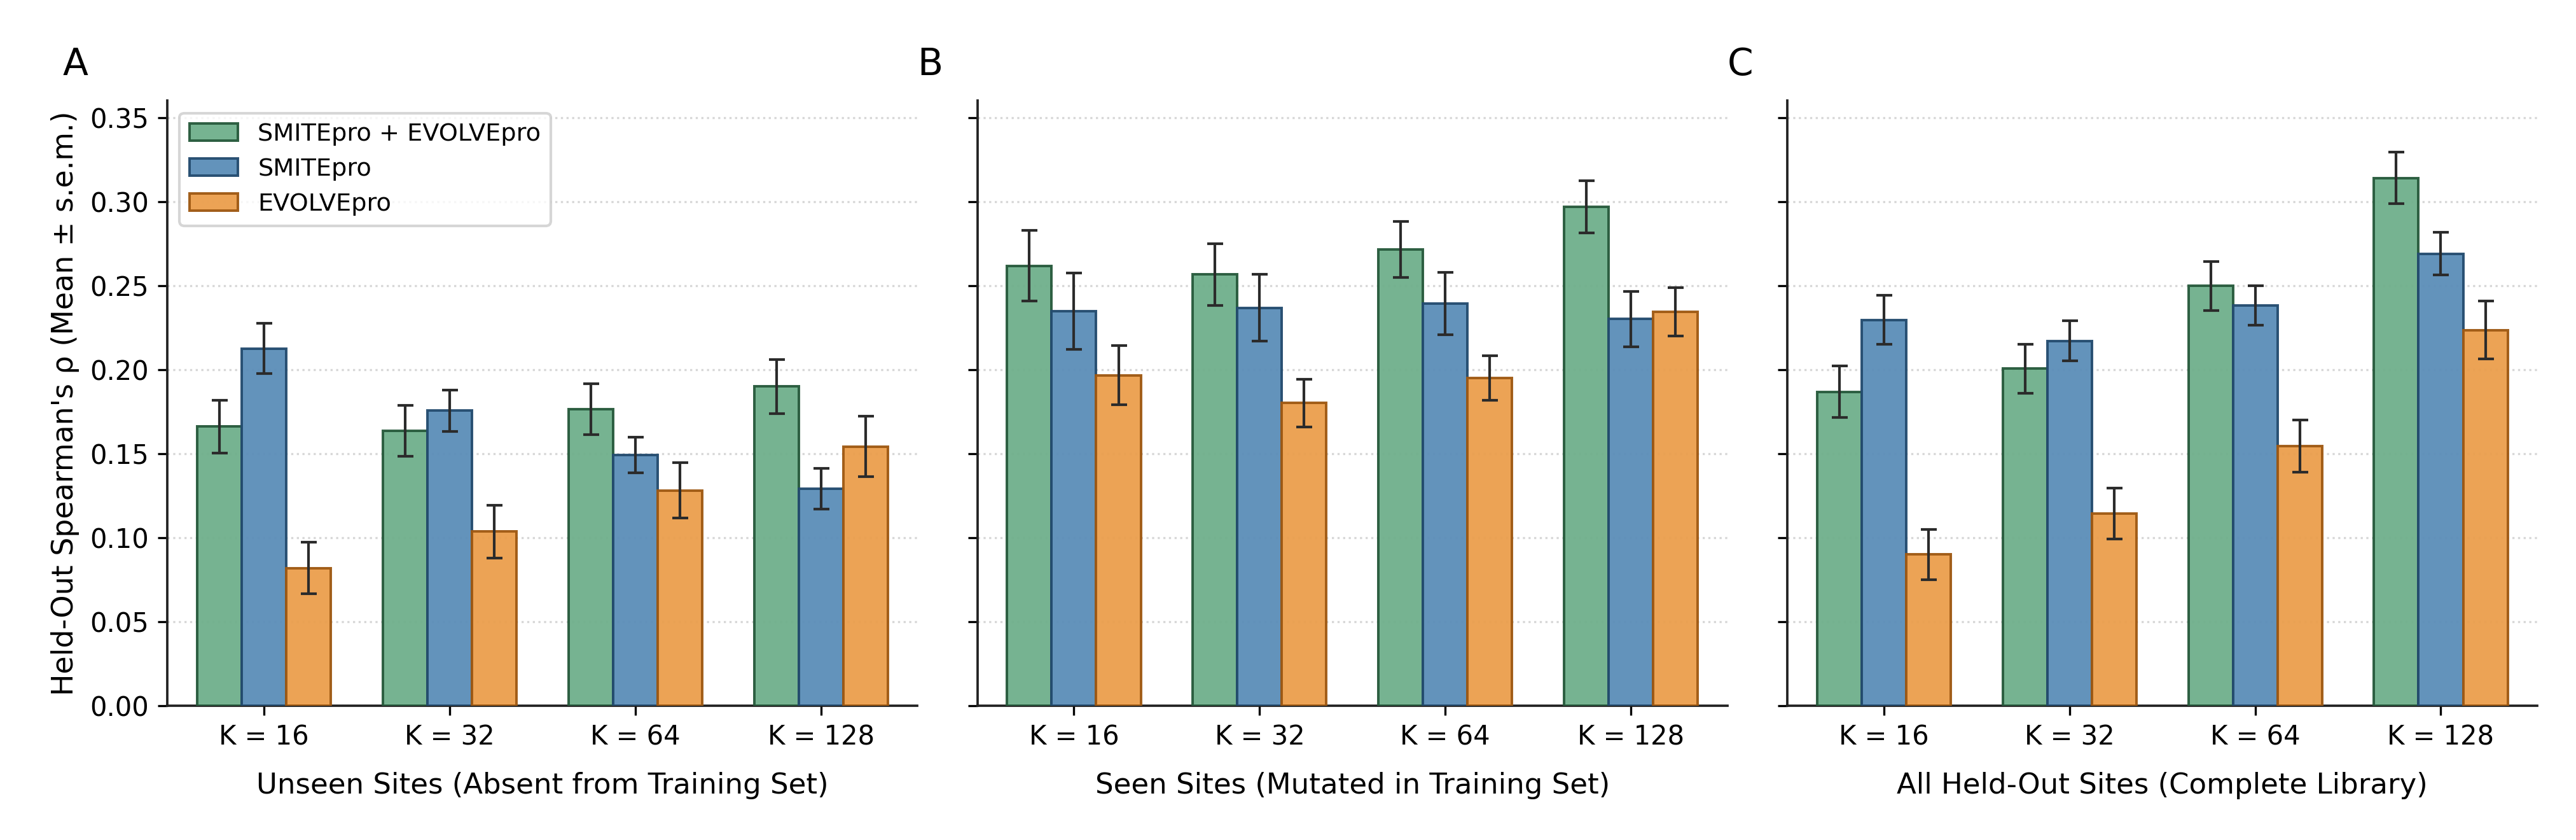 A
B
C
Held-Out Spearman's ρ (Mean ± s.e.m.)
0.35
0.30
0.25
0.20
0.15
0.10
0.05
0.00
SMITEpro + EVOLVEpro
SMITEpro
EVOLVEpro
K = 16
K = 32
K = 64
K = 128
Unseen Sites (Absent from Training Set)
K = 16
K = 32
K = 64
K = 128
Seen Sites (Mutated in Training Set)
K = 16
K = 32
K = 64
K = 128
All Held-Out Sites (Complete Library)